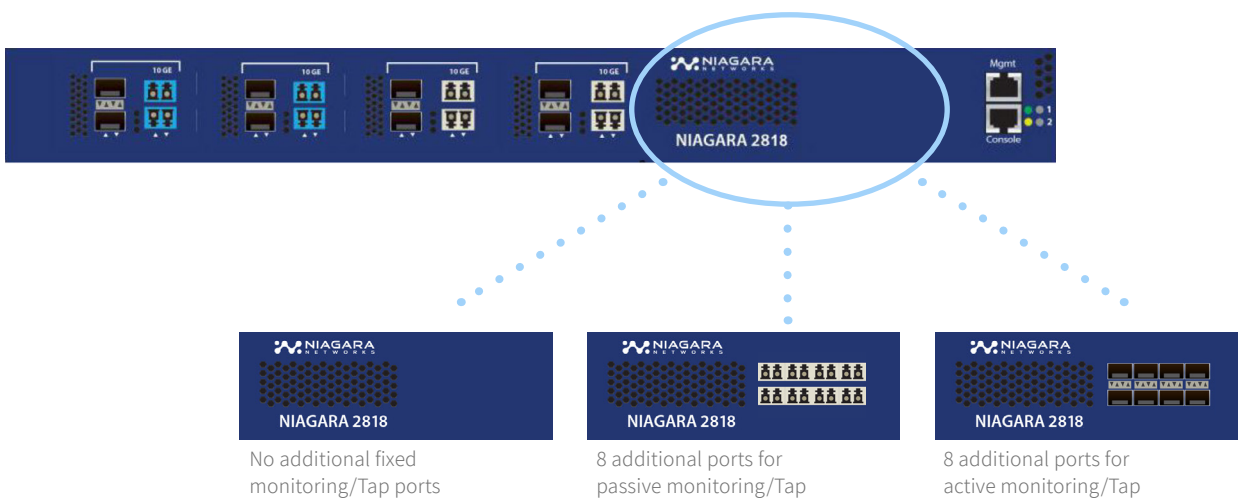 10 GE
10 GE
10 GE
10 GE
NIAGARA
NETWORKS
NIAGARA 2818
Mgmt
1
2
Console
NIAGARA
NETWORKS
NIAGARA 2818
No additional fixed
monitoring/Tap ports
NIAGARA
NETWORKS
NIAGARA 2818
8 additional ports for
passive monitoring/Tap
NIAGARA
NETWORKS
NIAGARA 2818
8 additional ports for
active monitoring/Tap